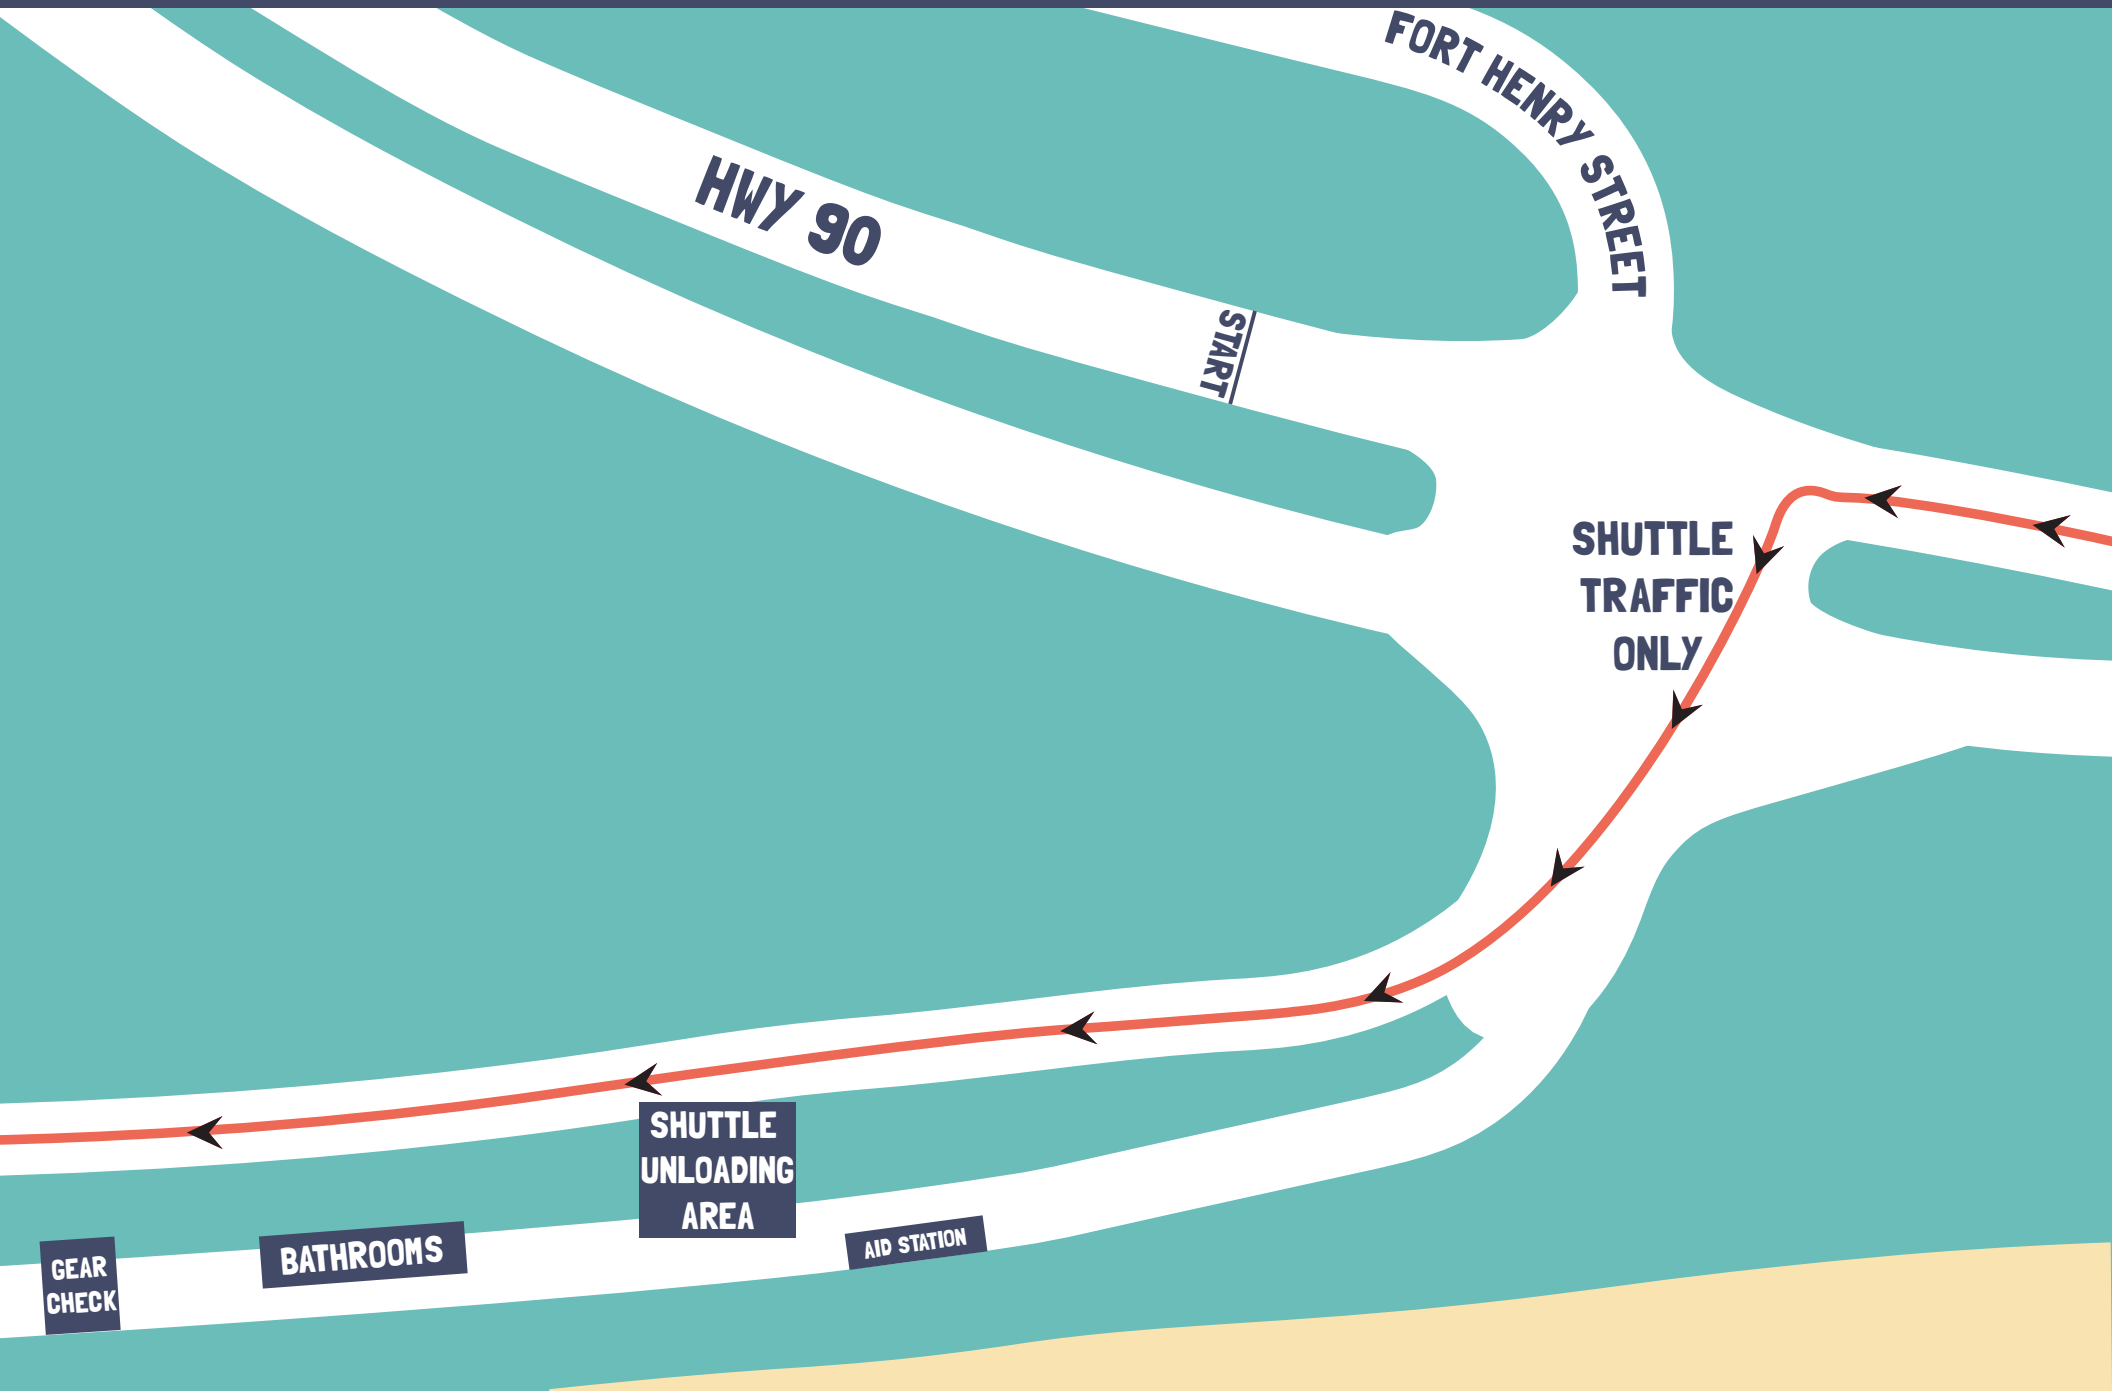 FORT HENRY STREET
HWY 90
START
SHUTTLE
TRAFFIC
ONLY
SHUTTLE
UNLOADING
AREA
AID STATION
BATHROOMS
GEAR
CHECK